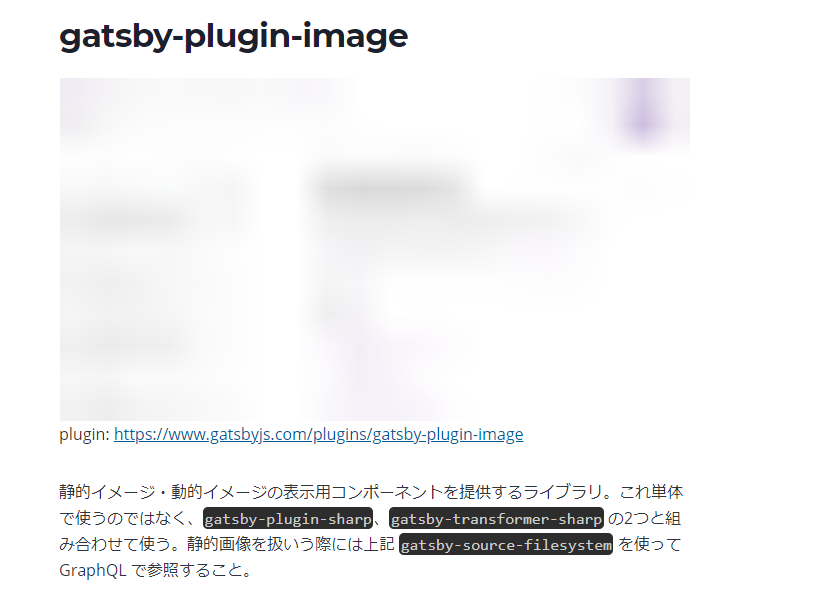 gatsby-plugin-image
plugin: https://www.gatsbyjs.com/plugins/gatsby-plugin-image
静的イメージ・動的イメージの表示用コンポーネントを提供するライブラリ。これ単体
で使うのではなく、gatsby-plugin-sharp、gatsby-transformer-sharp の2つと組
み合わせて使う。静的画像を扱いう際には上記 gatsby-source-filesystem を使って
GraphQL で参照すること。